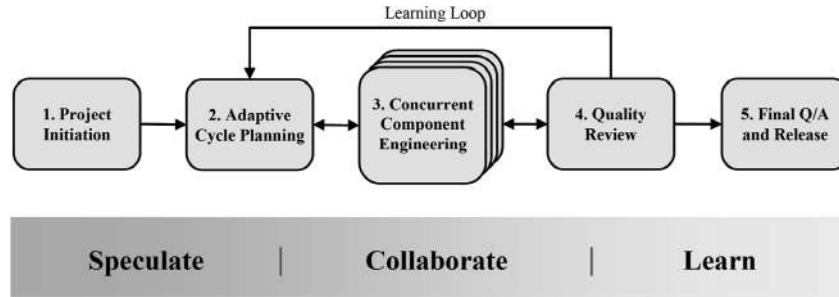 Learning Loop
1. Project
Initiation
2. Adaptive
Cycle Planning
3. Concurrent
Component
Engineering
4. Quality
Review
5. Final Q/A
and Release
Speculate | Collaborate | Learn